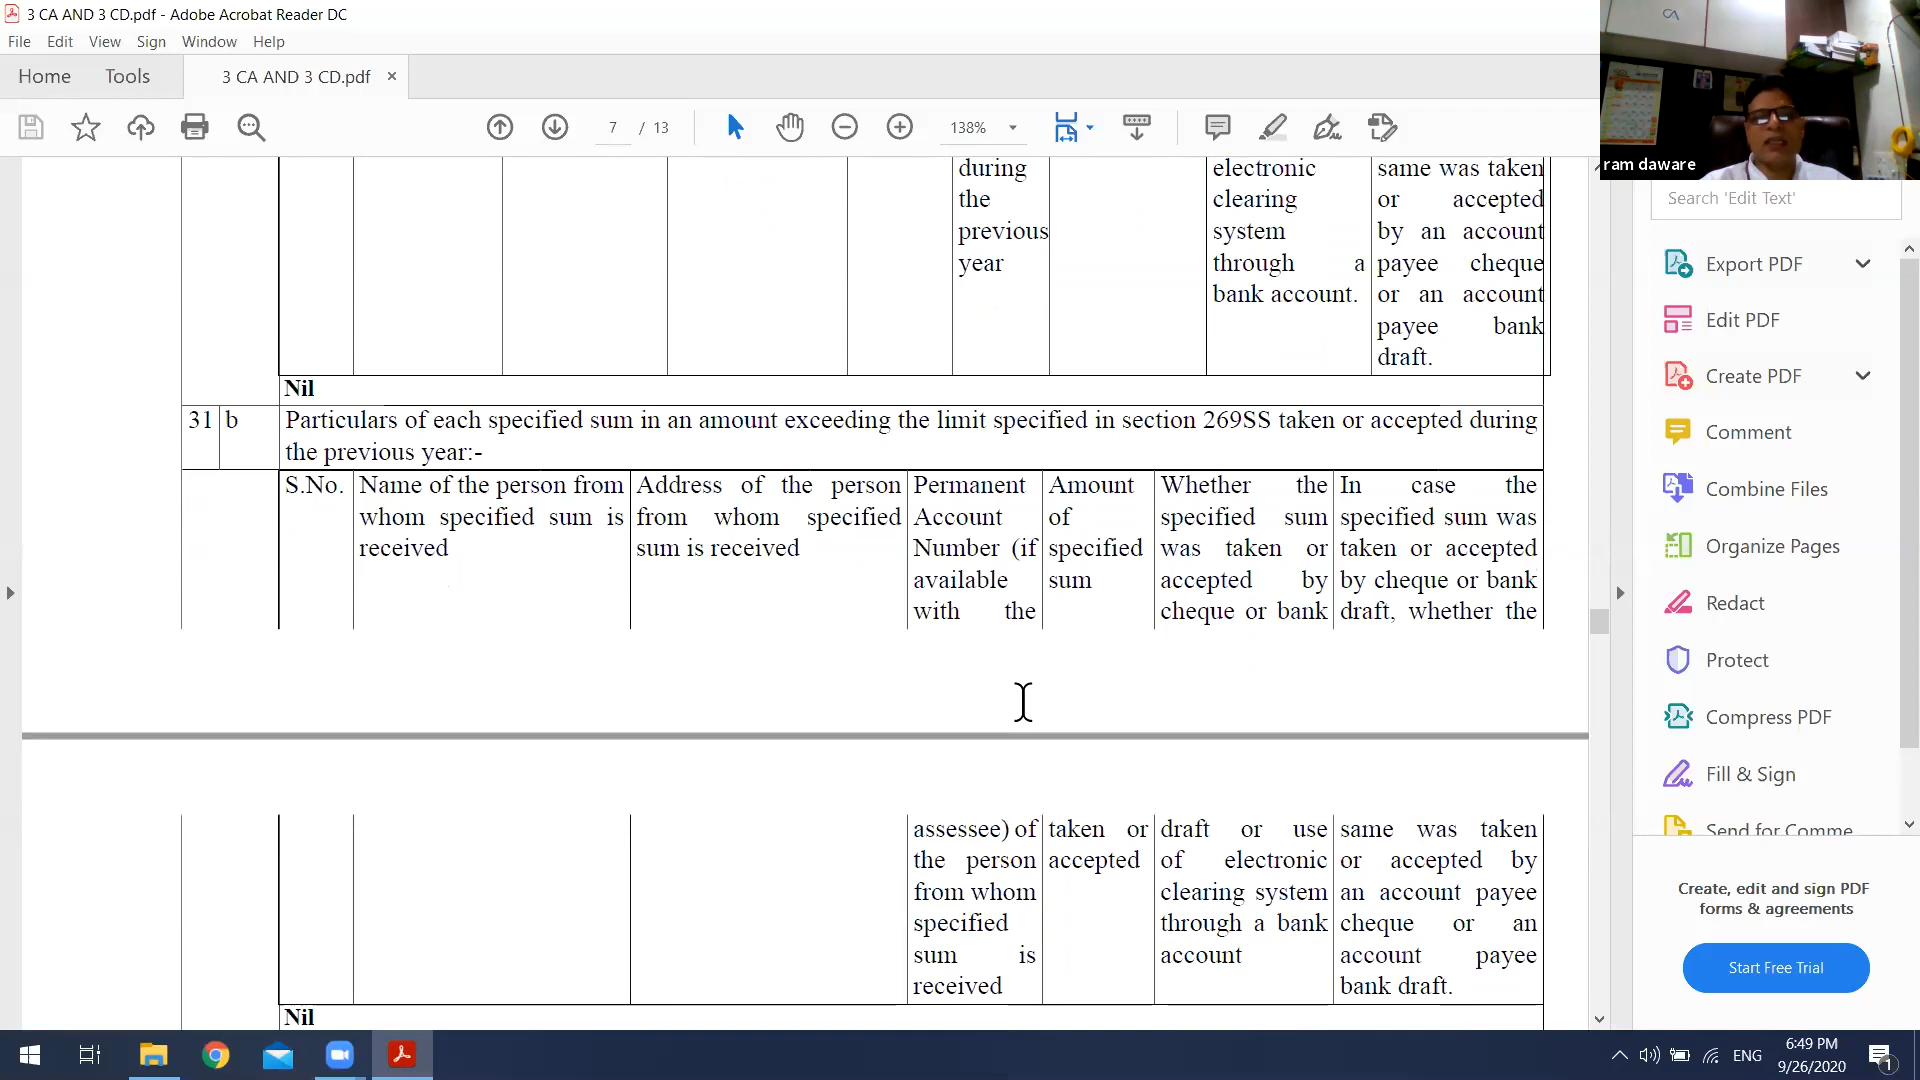 3 CA AND 3 CD.pdf - Adobe Acrobat Reader DC
File Edit View Sign Window Help
Home Tools 3 CA AND 3 CD.pdf ×
7 / 13 138%
ram daware
Search 'Edit Text'
during
the
previous
year
electronic
clearing
system
through a
bank account.
same was taken
or accepted
by an account
payee cheque
or an account
payee bank
draft.
Nil
31 b Particulars of each specified sum in an amount exceeding the limit specified in section 269SS taken or accepted during
the previous year:-
S.No.
Name of the person from
whom specified sum is
received
Address of the person
from whom specified
sum is received
Permanent
Account
Number (if
available
with the
Amount
of
specified
sum
Whether the
specified sum
was taken or
accepted by
cheque or bank
In case the
specified sum was
taken or accepted
by cheque or bank
draft, whether the
assessee) of
the person
from whom
specified
sum is
received
taken or
accepted
draft or use
of electronic
clearing system
through a bank
account
same was taken
or accepted by
an account payee
cheque or an
account payee
bank draft.
Nil
Export PDF
Edit PDF
Create PDF
Comment
Combine Files
Organize Pages
Redact
Protect
Compress PDF
Fill & Sign
Send for Comme
Create, edit and sign PDF
forms & agreements
Start Free Trial
ENG
6:49 PM
9/26/2020
1